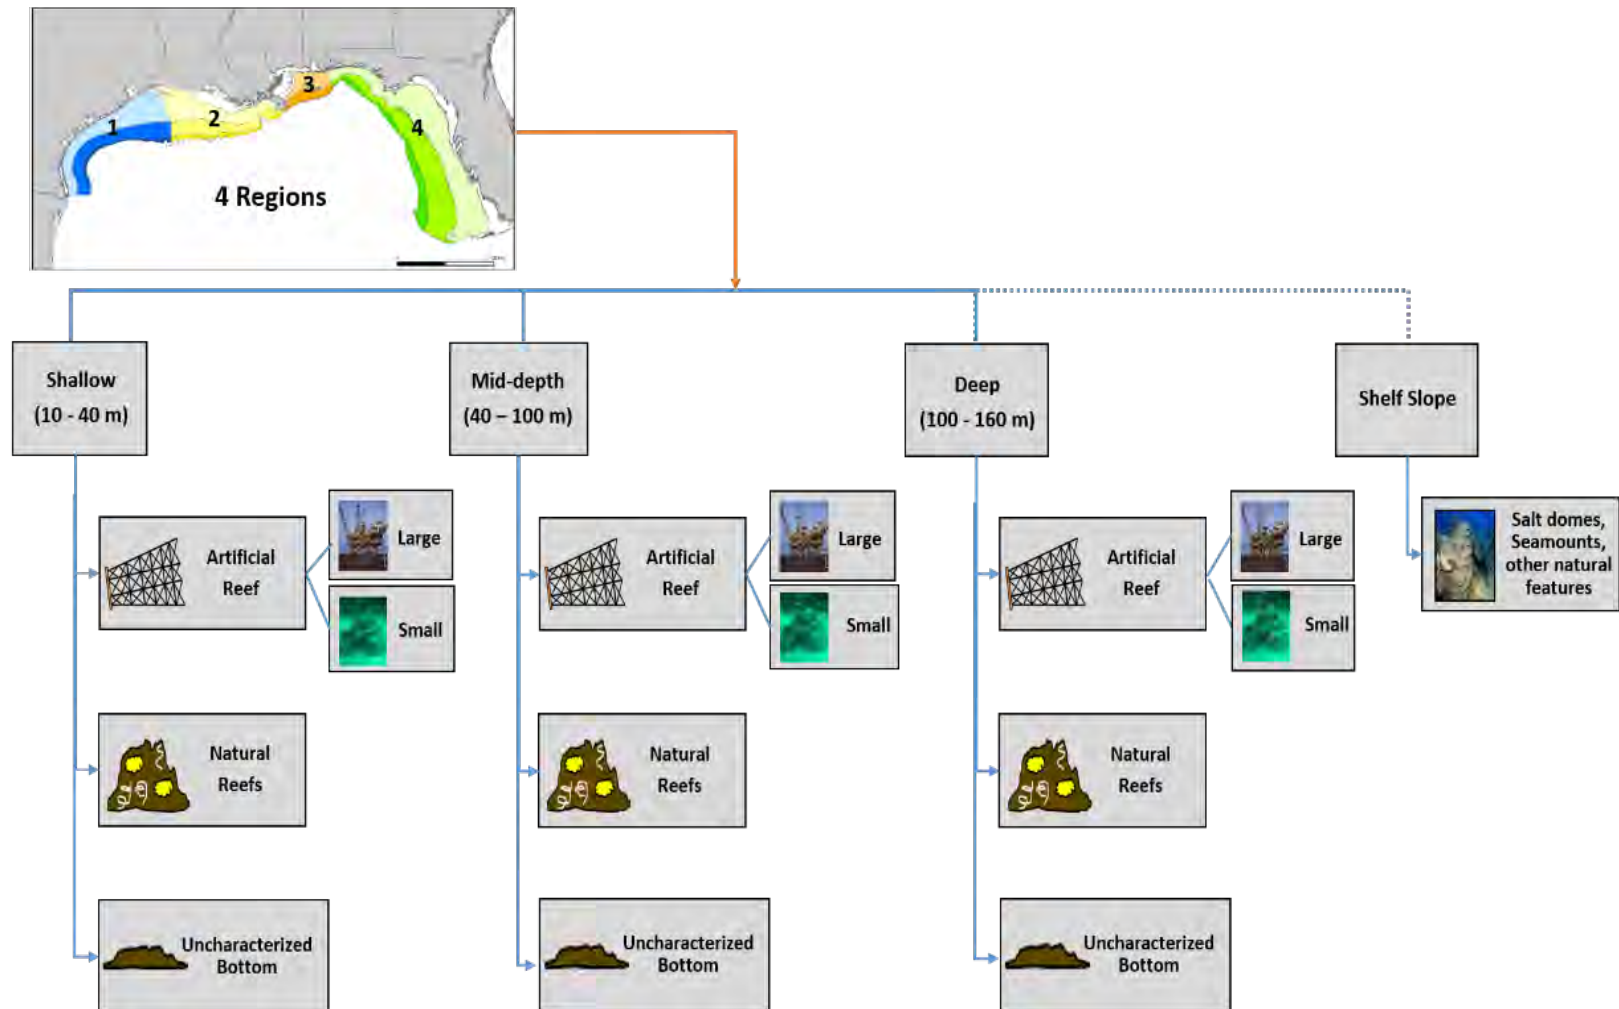 1
2
3
4
4 Regions
Shallow
(10 - 40 m)
Mid-depth
(40 – 100 m)
Deep
(100 - 160 m)
Shelf Slope
Artificial
Reef
Large
Small
Artificial
Reef
Large
Small
Artificial
Reef
Large
Small
Salt domes,
Seamounts,
other natural
features
Natural
Reefs
Natural
Reefs
Natural
Reefs
Uncharacterized
Bottom
Uncharacterized
Bottom
Uncharacterized
Bottom